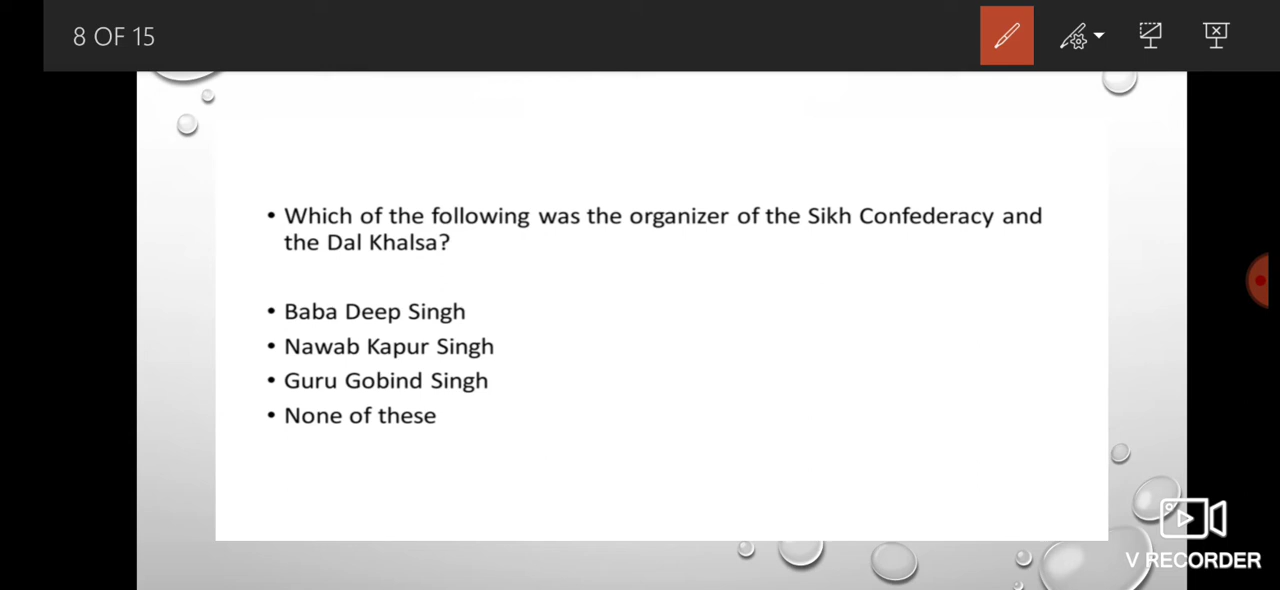 8 OF 15
• Which of the following was the organizer of the Sikh Confederacy and
the Dal Khalsa?
• Baba Deep Singh
• Nawab Kapur Singh
• Guru Gobind Singh
• None of these
V RECORDER